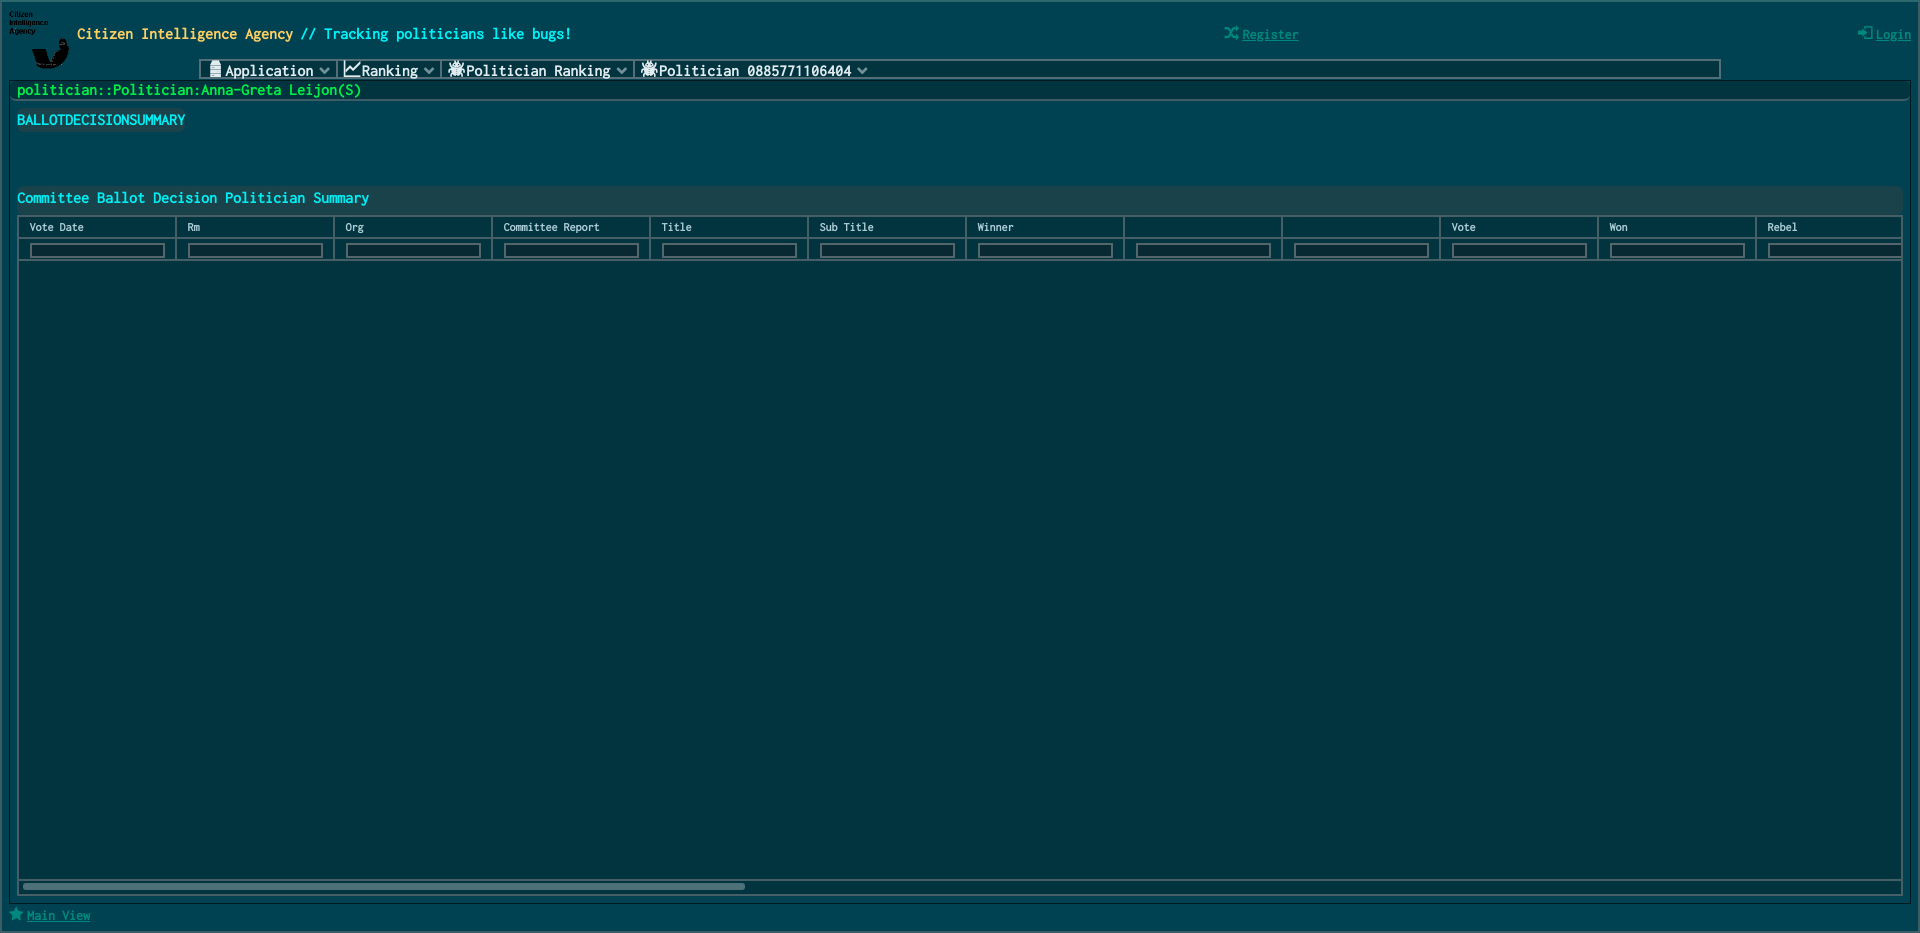 Citizen
Intelligence
Agency
Citizen Intelligence Agency // Tracking politicians like bugs!
Register
Login
Application
Ranking
Politician Ranking
Politician 0885771106404
politician::Politician:Anna-Greta Leijon(S)
BALLOTDECISIONSUMMARY
Committee Ballot Decision Politician Summary
Vote Date
Rm
Org
Committee Report
Title
Sub Title
Winner
Vote
Won
Rebel
Main View